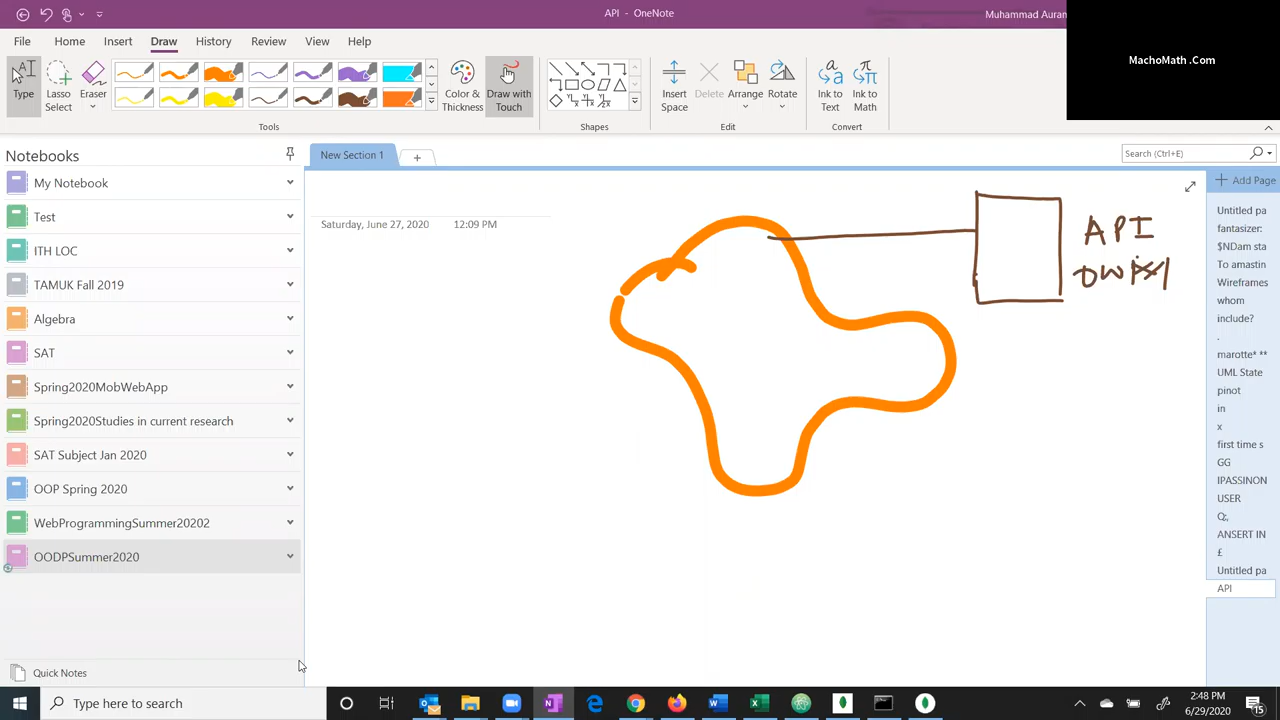 API - OneNote
Muhammad Auran
MachoMath .Com
File Home Insert Draw History Review View Help
Type
Lasso Select
Eraser
Color & Thickness
Draw with Touch
Insert Space
Delete
Arrange
Rotate
Ink to Text
Ink to Math
Tools
Shapes
Edit
Convert
Notebooks
New Section 1
Search (Ctrl+E)
My Notebook
Test
ITH LOC
TAMUK Fall 2019
Algebra
SAT
Spring2020MobWebApp
Spring2020Studies in current research
SAT Subject Jan 2020
OOP Spring 2020
WebProgrammingSummer20202
OODPSummer2020
Quick Notes
Saturday, June 27, 2020 12:09 PM
API
Add Page
Untitled pa
fantasizer:
$NDam sta
To amastin
Wireframes
whom
include?
.
marotte* **
UML State
pinot
in
x
first time s
GG
IPASSINON
USER
Q;,
ANSERT IN
£
Untitled pa
API
Type here to search
2:48 PM
6/29/2020
15